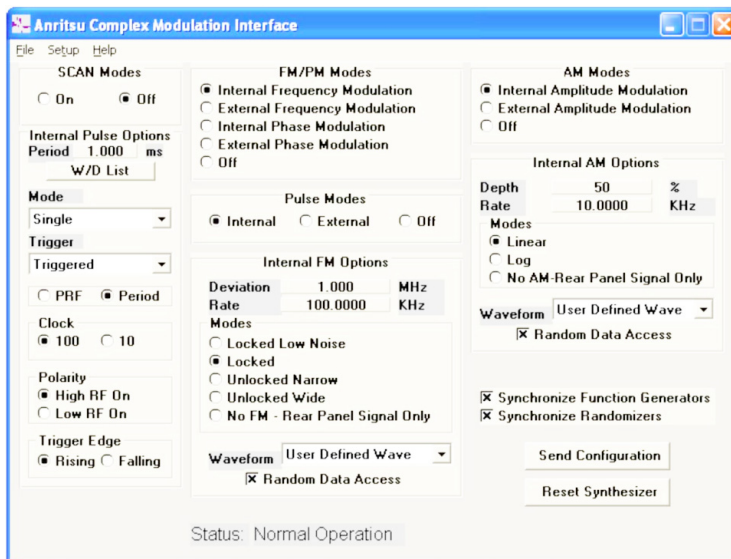 Anritsu Complex Modulation Interface
File Setup Help
SCAN Modes
On Off
Internal Pulse Options
Period 1.000 ms
W/D List
Mode
Single
Trigger
Triggered
PRF Period
Clock
100 10
Polarity
High RF On
Low RF On
Trigger Edge
Rising Falling
FM/PM Modes
Internal Frequency Modulation
External Frequency Modulation
Internal Phase Modulation
External Phase Modulation
Off
Pulse Modes
Internal External Off
Internal FM Options
Deviation 1.000 MHz
Rate 100.0000 KHz
Modes
Locked Low Noise
Locked
Unlocked Narrow
Unlocked Wide
No FM - Rear Panel Signal Only
Waveform User Defined Wave
Random Data Access
AM Modes
Internal Amplitude Modulation
External Amplitude Modulation
Off
Internal AM Options
Depth 50 %
Rate 10.0000 KHz
Modes
Linear
Log
No AM-Rear Panel Signal Only
Waveform User Defined Wave
Random Data Access
Synchronize Function Generators
Synchronize Randomizers
Send Configuration
Reset Synthesizer
Status: Normal Operation